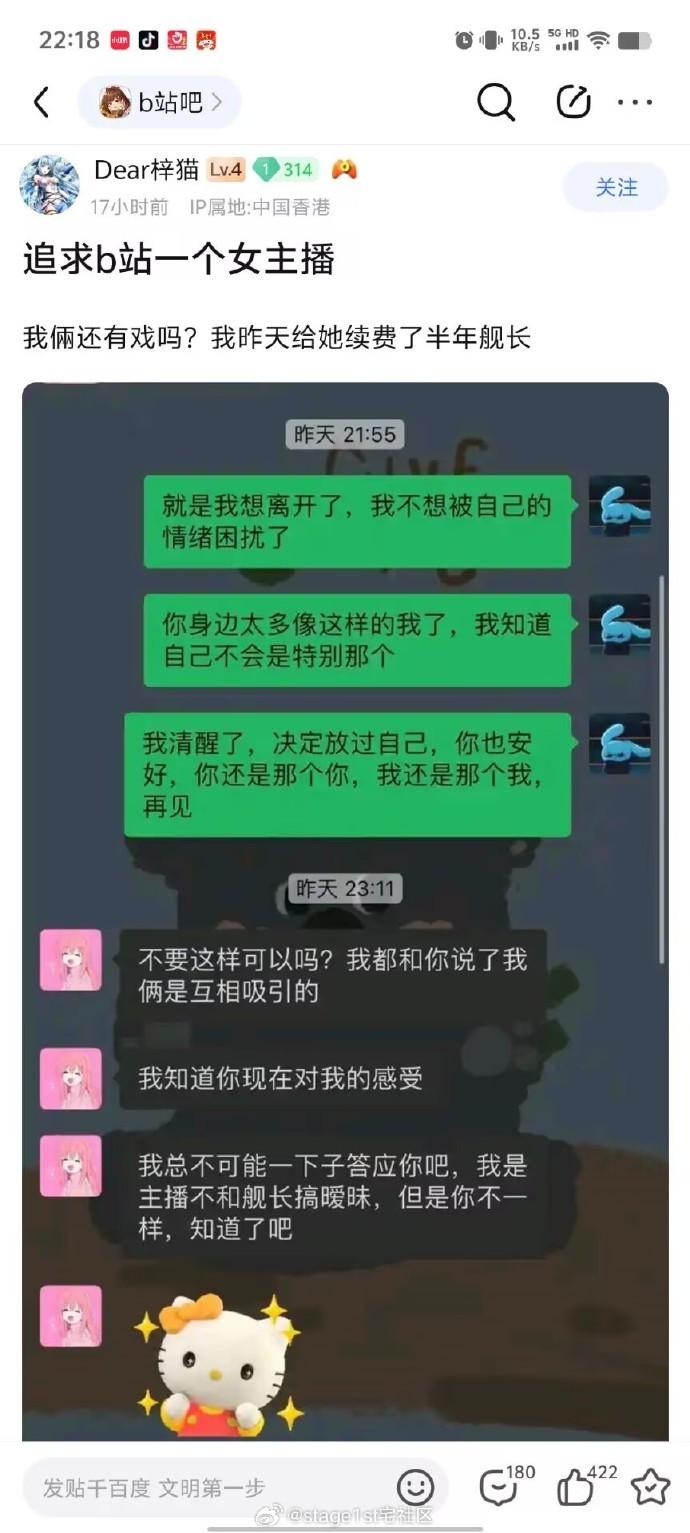 22:18
10.5
KB/s
5G HD
b站吧
Dear梓猫 Lv.4 1 314
关注
17小时前 IP属地:中国香港
追求b站一个女主播
我俩还有戏吗？我昨天给她续费了半年舰长
昨天 21:55
就是我想离开了，我不想被自己的
情绪困扰了
你身边太多像这样的我了，我知道
自己不会是特别那个
我清醒了，决定放过自己，你也安
好，你还是那个你，我还是那个我，
再见
昨天 23:11
不要这样可以吗？我都和你说了我
俩是互相吸引的
我知道你现在对我的感受
我总不可能一下子答应你吧，我是
主播不和舰长搞暧昧，但是你不一
样，知道了吧
发贴千百度 文明第一步
180
422
@stage1st宅社区